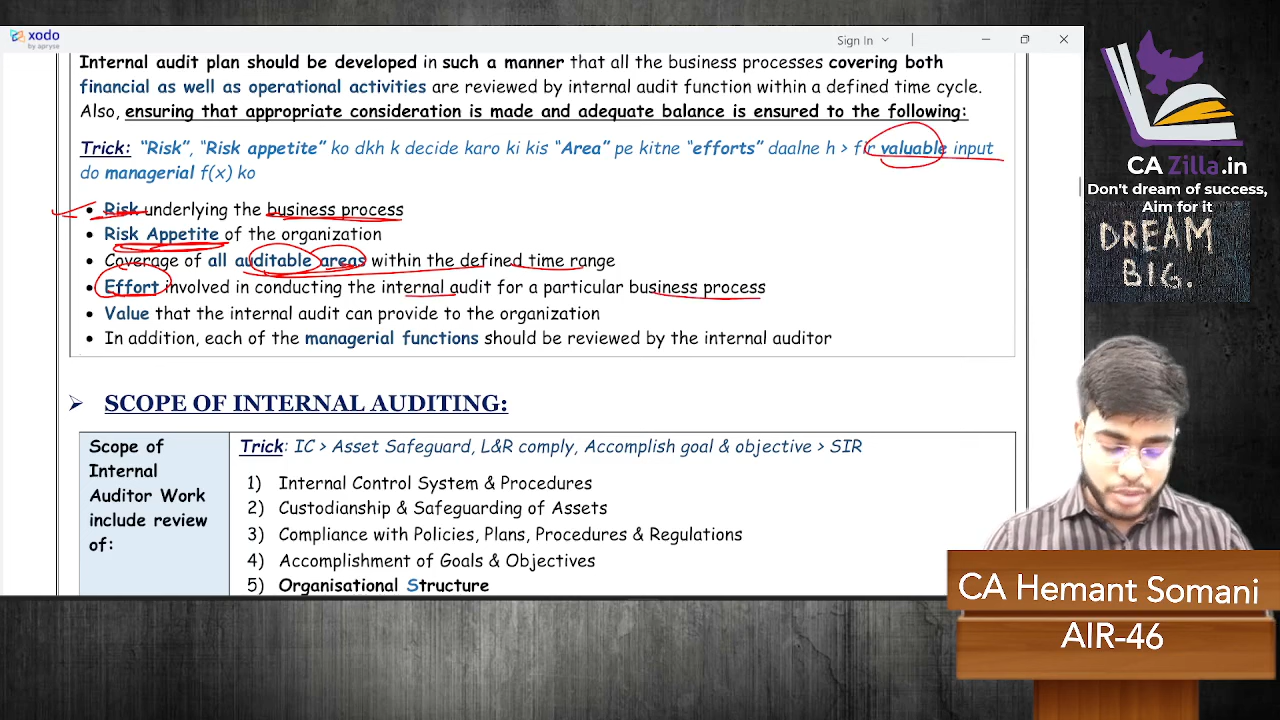 xodo
by apryse
Sign In
Internal audit plan should be developed in such a manner that all the business processes covering both
financial as well as operational activities are reviewed by internal audit function within a defined time cycle.
Also, ensuring that appropriate consideration is made and adequate balance is ensured to the following:
Trick: “Risk”, “Risk appetite” ko dkh k decide karo ki kis “Area” pe kitne “efforts” daalne h > fir valuable input
do managerial f(x) ko
• Risk underlying the business process
• Risk Appetite of the organization
• Coverage of all auditable areas within the defined time range
• Effort involved in conducting the internal audit for a particular business process
• Value that the internal audit can provide to the organization
• In addition, each of the managerial functions should be reviewed by the internal auditor
➢ SCOPE OF INTERNAL AUDITING:
Scope of
Internal
Auditor Work
include review
of:
Trick: IC > Asset Safeguard, L&R comply, Accomplish goal & objective > SIR
1) Internal Control System & Procedures
2) Custodianship & Safeguarding of Assets
3) Compliance with Policies, Plans, Procedures & Regulations
4) Accomplishment of Goals & Objectives
5) Organisational Structure
CA Zilla.in
Don't dream of success,
Aim for it
DREAM
BIG.
CA Hemant Somani
AIR-46